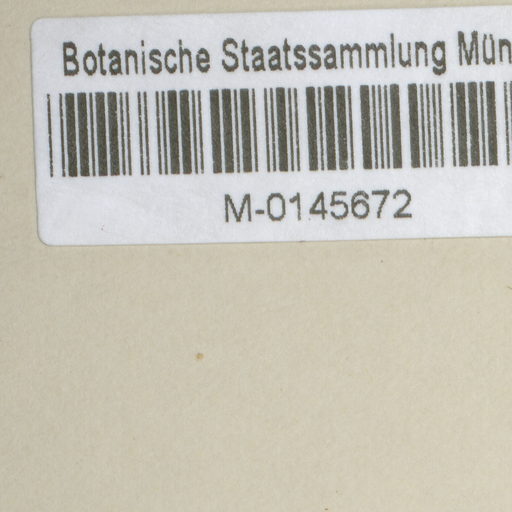 Botanische Staatssammlung Mün
M-0145672